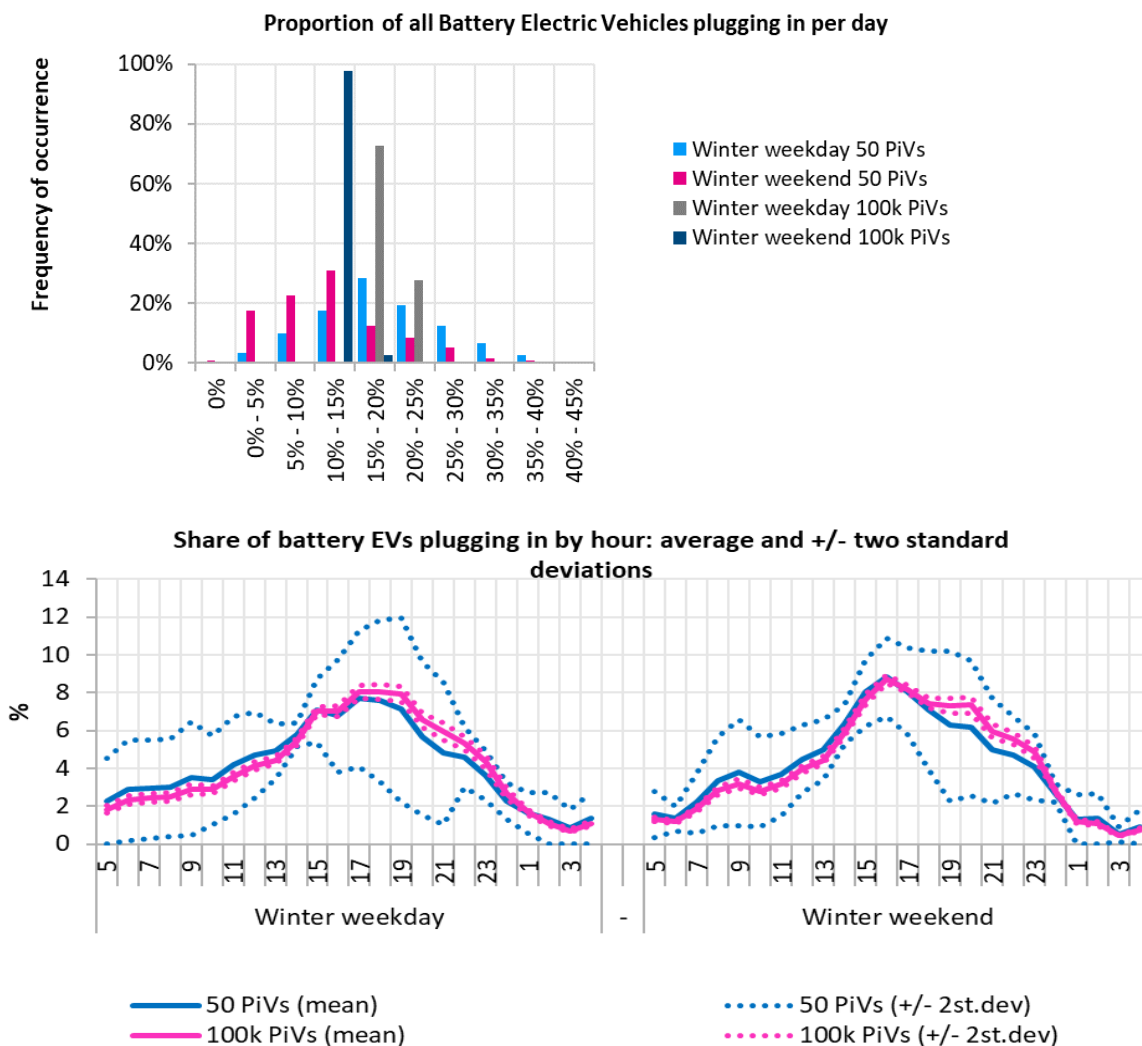 Proportion of all Battery Electric Vehicles plugging in per day
Frequency of occurrence
100%
80%
60%
40%
20%
0%
0%
0% - 5%
5% - 10%
10% - 15%
15% - 20%
20% - 25%
25% - 30%
30% - 35%
35% - 40%
40% - 45%
Winter weekday 50 PiVs
Winter weekend 50 PiVs
Winter weekday 100k PiVs
Winter weekend 100k PiVs
Share of battery EVs plugging in by hour: average and +/- two standard
deviations
%
14
12
10
8
6
4
2
0
5 7 9 11 13 15 17 19 21 23 1 3 5 7 9 11 13 15 17 19 21 23 1 3
Winter weekday - Winter weekend
50 PiVs (mean) 50 PiVs (+/- 2st.dev)
100k PiVs (mean) 100k PiVs (+/- 2st.dev)